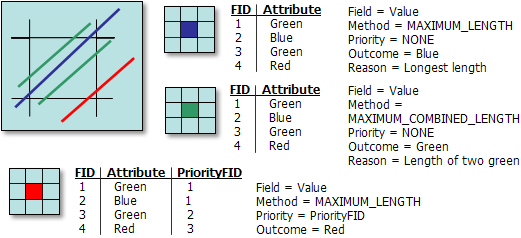 FID Attribute
1 Green
2 Blue
3 Green
4 Red
Field = Value
Method = MAXIMUM_LENGTH
Priority = NONE
Outcome = Blue
Reason = Longest length
FID Attribute
1 Green
2 Blue
3 Green
4 Red
Field = Value
Method =
MAXIMUM_COMBINED_LENGTH
Priority = NONE
Outcome = Green
Reason = Length of two green
FID Attribute PriorityFID
1 Green 1
2 Blue 1
3 Green 2
4 Red 3
Field = Value
Method = MAXIMUM_LENGTH
Priority = PriorityFID
Outcome = Red